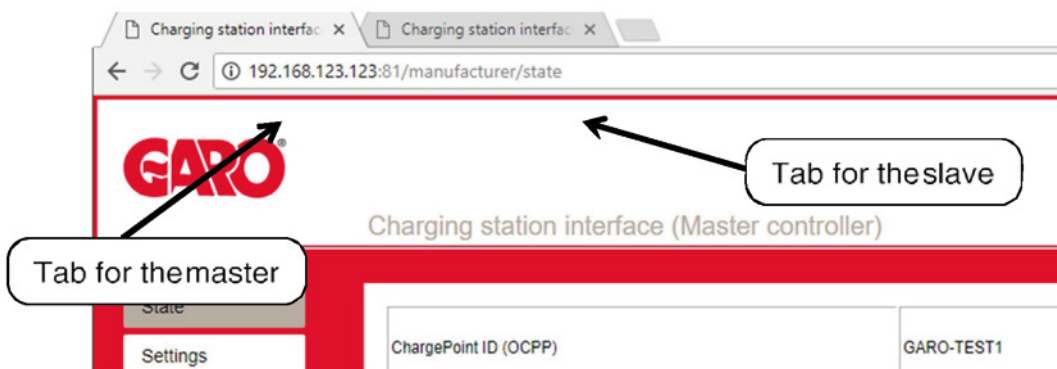 Charging station interfac Charging station interfac
192.168.123.123:81/manufacturer/state
GARO®
Tab for theslave
Charging station interface (Master controller)
Tab for themaster
State
Settings
ChargePoint ID (OCPP) GARO-TEST1